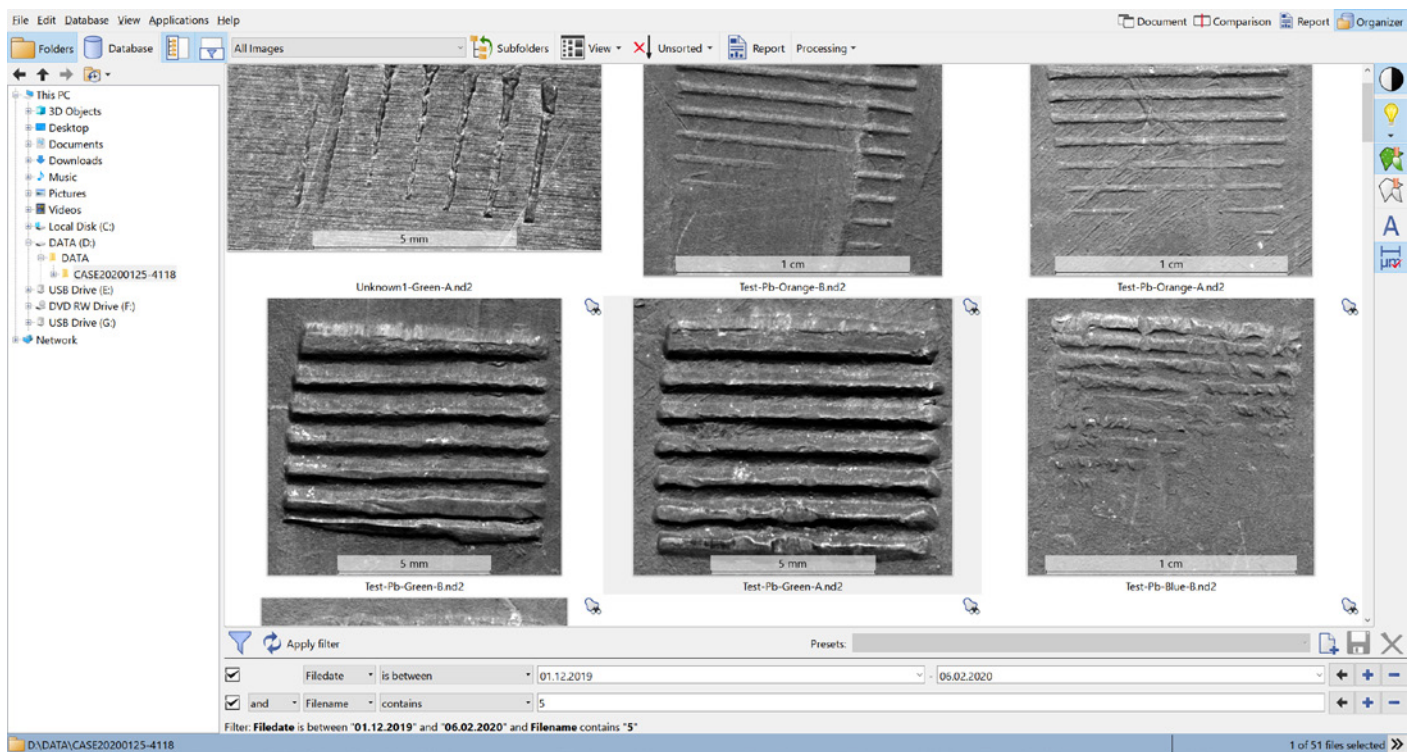 File Edit Database View Applications Help
Document Comparison Report Organizer
Folders Database All Images Subfolders View Unsorted Report Processing
This PC
3D Objects
Desktop
Documents
Downloads
Music
Pictures
Videos
Local Disk (C:)
DATA (D:)
DATA
CASE20200125-4118
USB Drive (E:)
DVD RW Drive (F:)
USB Drive (G:)
Network
5 mm
1 cm
1 cm
Unknown1-Green-A.nd2
Test-Pb-Orange-B.nd2
Test-Pb-Orange-A.nd2
5 mm
5 mm
1 cm
Test-Pb-Green-B.nd2
Test-Pb-Green-A.nd2
Test-Pb-Blue-B.nd2
A
µm
Apply filter Presets:
Filedate is between 01.12.2019 - 06.02.2020
and Filename contains 5
Filter: Filedate is between "01.12.2019" and "06.02.2020" and Filename contains "5"
D:\DATA\CASE20200125-4118 1 of 51 files selected